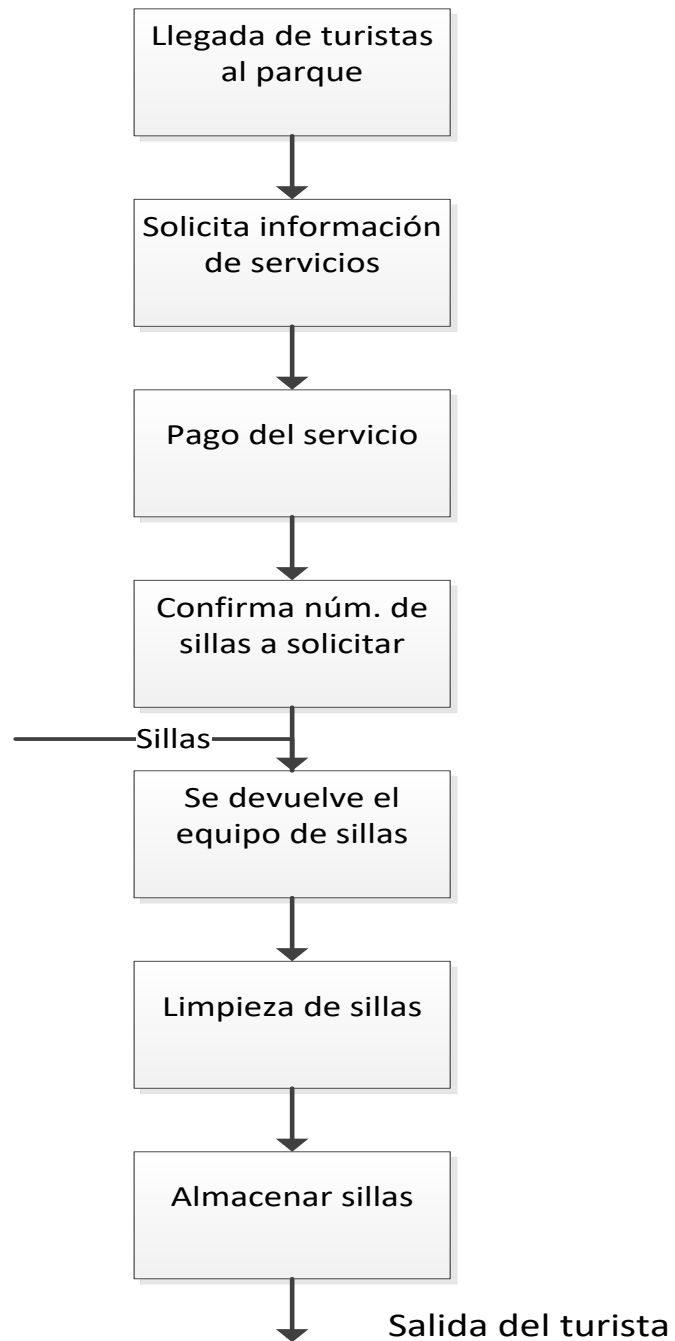 Llegada de turistas
al parque
Solicita información
de servicios
Pago del servicio
Confirma núm. de
sillas a solicitar
Sillas
Se devuelve el
equipo de sillas
Limpieza de sillas
Almacenar sillas
Salida del turista